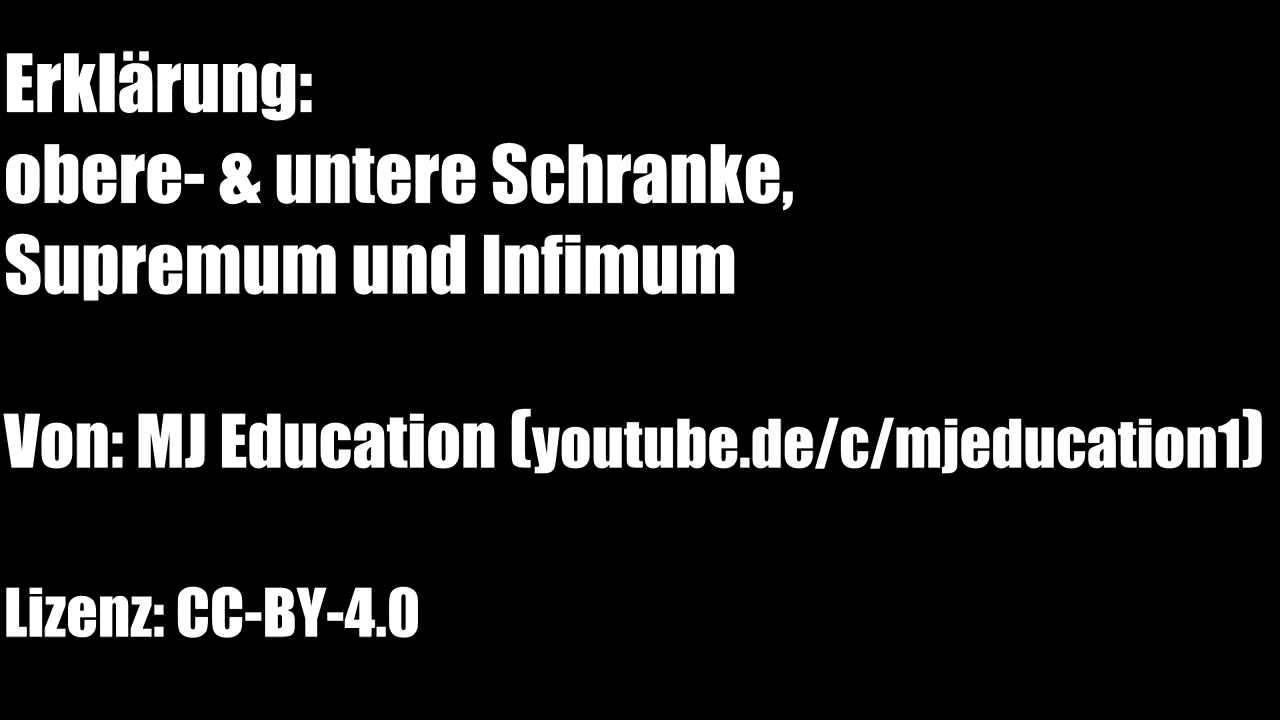 Erklärung:
obere- & untere Schranke,
Supremum und Infimum
Von: MJ Education (youtube.de/c/mjeducation1)
Lizenz: CC-BY-4.0